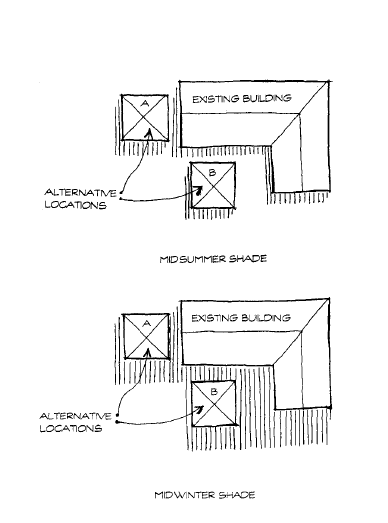 A
EXISTING BUILDING
B
ALTERNATIVE
LOCATIONS
MIDSUMMER SHADE
A
EXISTING BUILDING
B
ALTERNATIVE
LOCATIONS
MIDWINTER SHADE